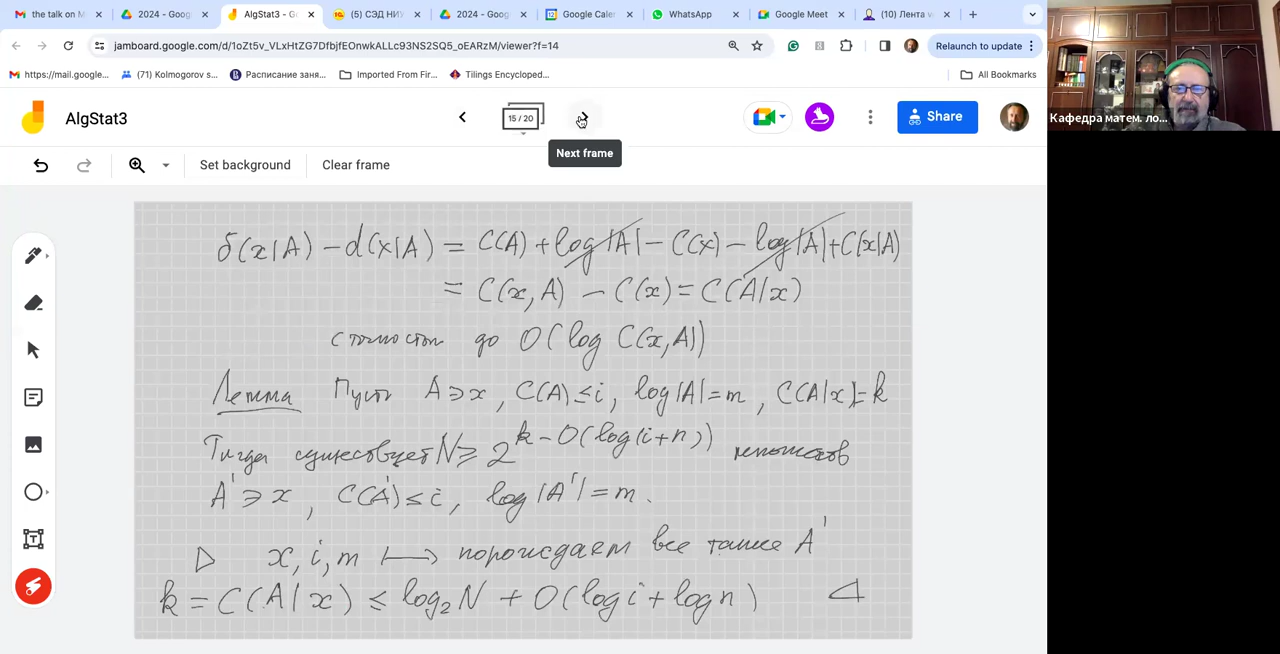 the talk on M
2024 - Goog
AlgStat3 - G
(5) СЭД НИУ
2024 - Goog
Google Caler
WhatsApp
Google Meet
(10) Лента
jamboard.google.com/d/1oZt5v_VLxHtZG7DfbjfEOnwkALLc93NS2SQ5_oEARzM/viewer?f=14
Relaunch to update
https://mail.google...
(71) Kolmogorov s...
Расписание заня...
Imported From Fir...
Tilings Encycloped...
All Bookmarks
Кафедра матем. ло...
AlgStat3
15 / 20
Share
Next frame
Set background
Clear frame
δ(x|A) - d(x|A) = C(A) + log|A| - C(x) - log|A| + C(x|A)
= C(x,A) - C(x) = C(A|x)
с точностью до O(log C(x,A))
Лемма Пусть A∋x, C(A)≤i, log|A|=m, C(A|x)=k
Тогда существует N ≥ 2^{k-O(log(i+n))} множеств
A'∋x, C(A')≤i, log|A'|=m.
▷ x, i, m ⟼ порождаем все такие A'
k = C(A|x) ≤ log₂N + O(log i + log n) ◁